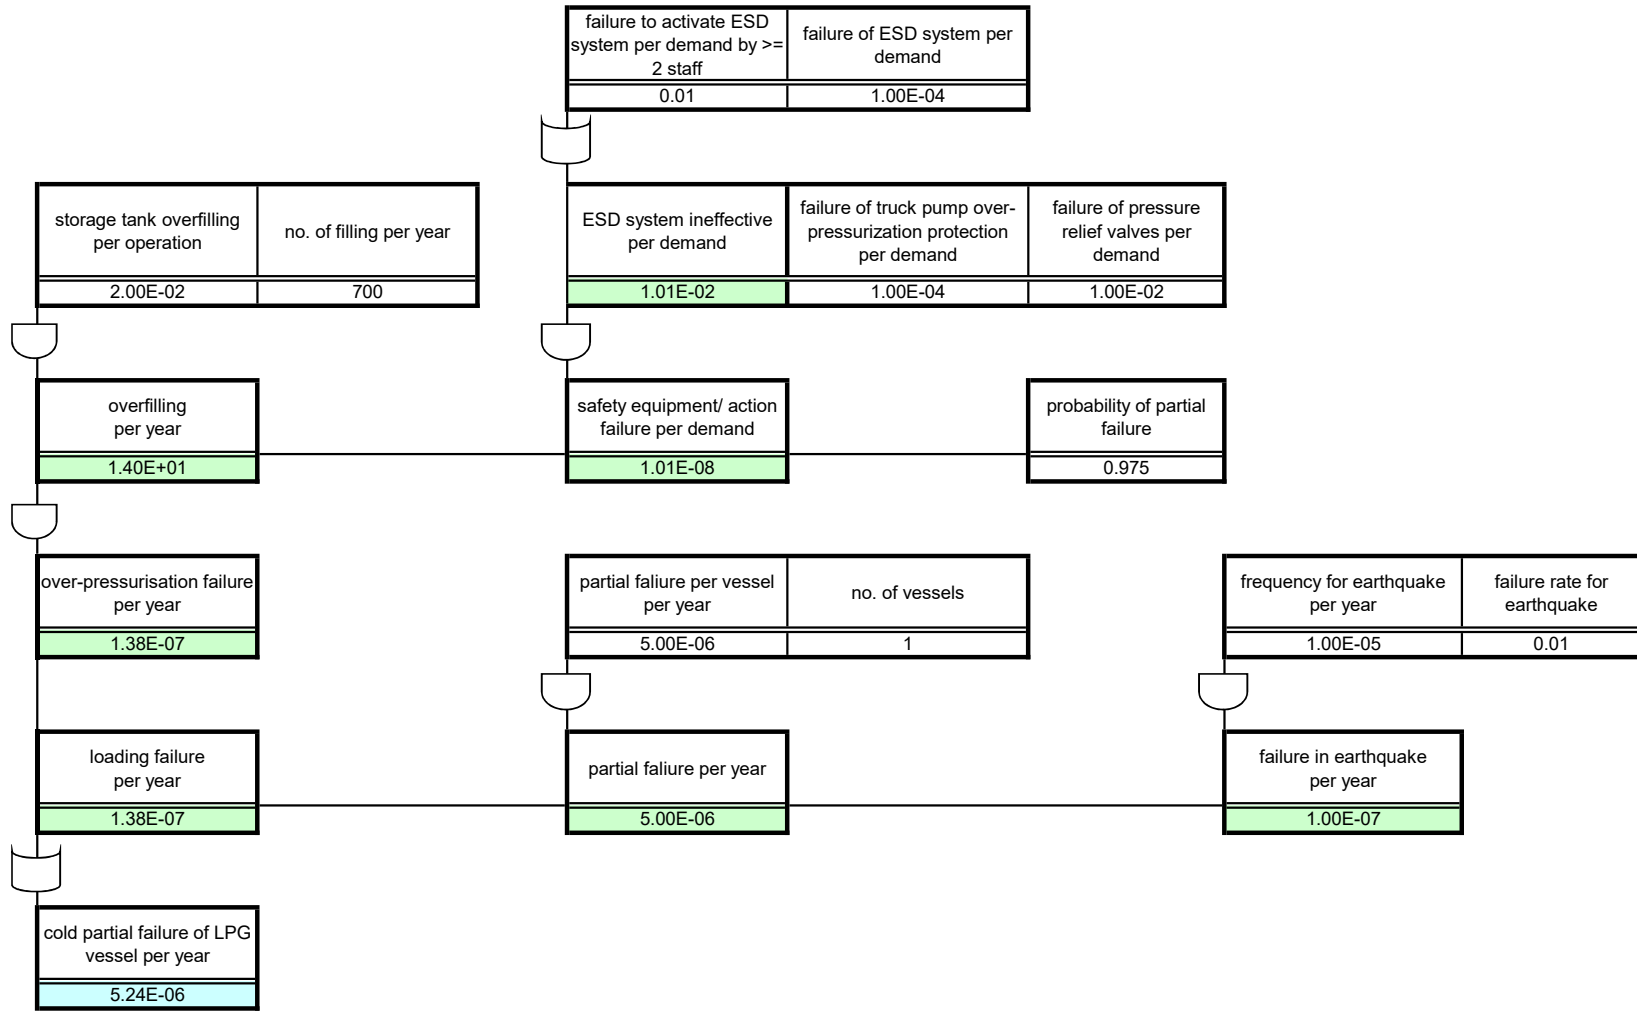 failure to activate ESD
system per demand by >=
2 staff
failure of ESD system per
demand
0.01
1.00E-04
storage tank overfilling
per operation
no. of filling per year
2.00E-02
700
ESD system ineffective
per demand
failure of truck pump over-
pressurization protection
per demand
failure of pressure
relief valves per
demand
1.01E-02
1.00E-04
1.00E-02
overfilling
per year
1.40E+01
safety equipment/ action
failure per demand
1.01E-08
probability of partial
failure
0.975
over-pressurisation failure
per year
1.38E-07
partial faliure per vessel
per year
no. of vessels
5.00E-06
1
frequency for earthquake
per year
failure rate for
earthquake
1.00E-05
0.01
loading failure
per year
1.38E-07
partial faliure per year
5.00E-06
failure in earthquake
per year
1.00E-07
cold partial failure of LPG
vessel per year
5.24E-06